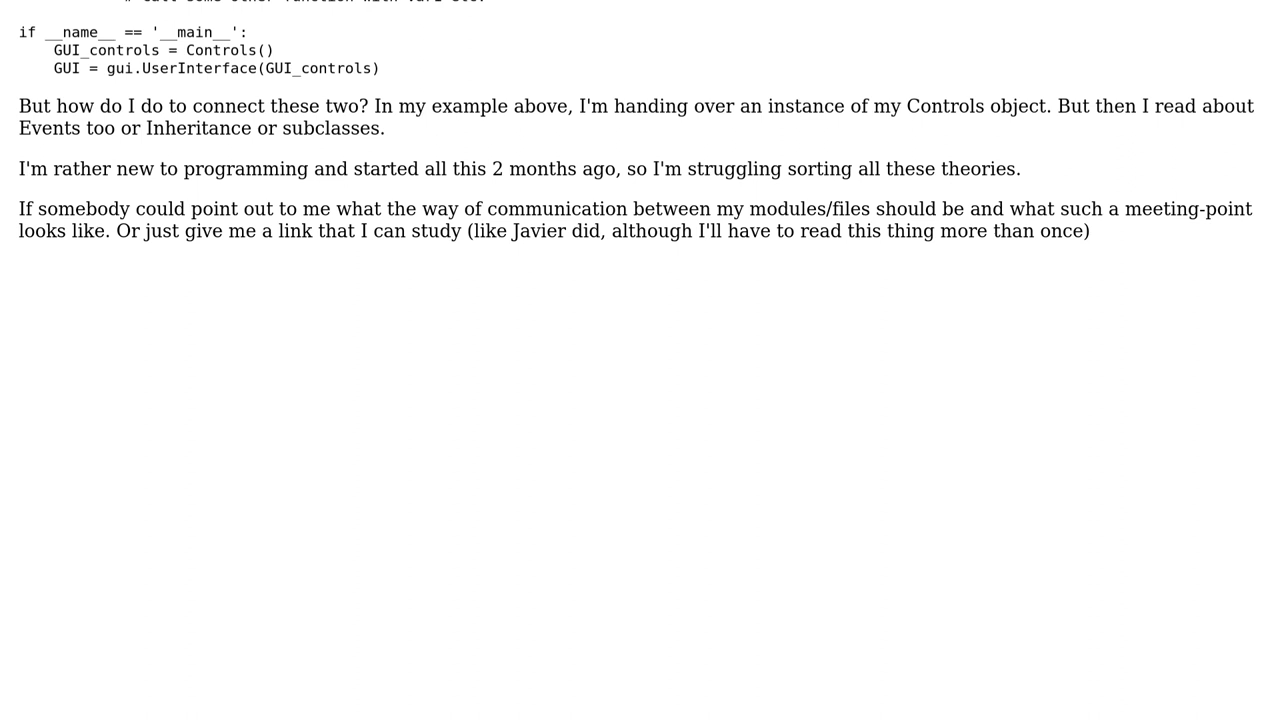 if __name__ == '__main__':
    GUI_controls = Controls()
    GUI = gui.UserInterface(GUI_controls)
But how do I do to connect these two? In my example above, I'm handing over an instance of my Controls object. But then I read about
Events too or Inheritance or subclasses.
I'm rather new to programming and started all this 2 months ago, so I'm struggling sorting all these theories.
If somebody could point out to me what the way of communication between my modules/files should be and what such a meeting-point
looks like. Or just give me a link that I can study (like Javier did, although I'll have to read this thing more than once)